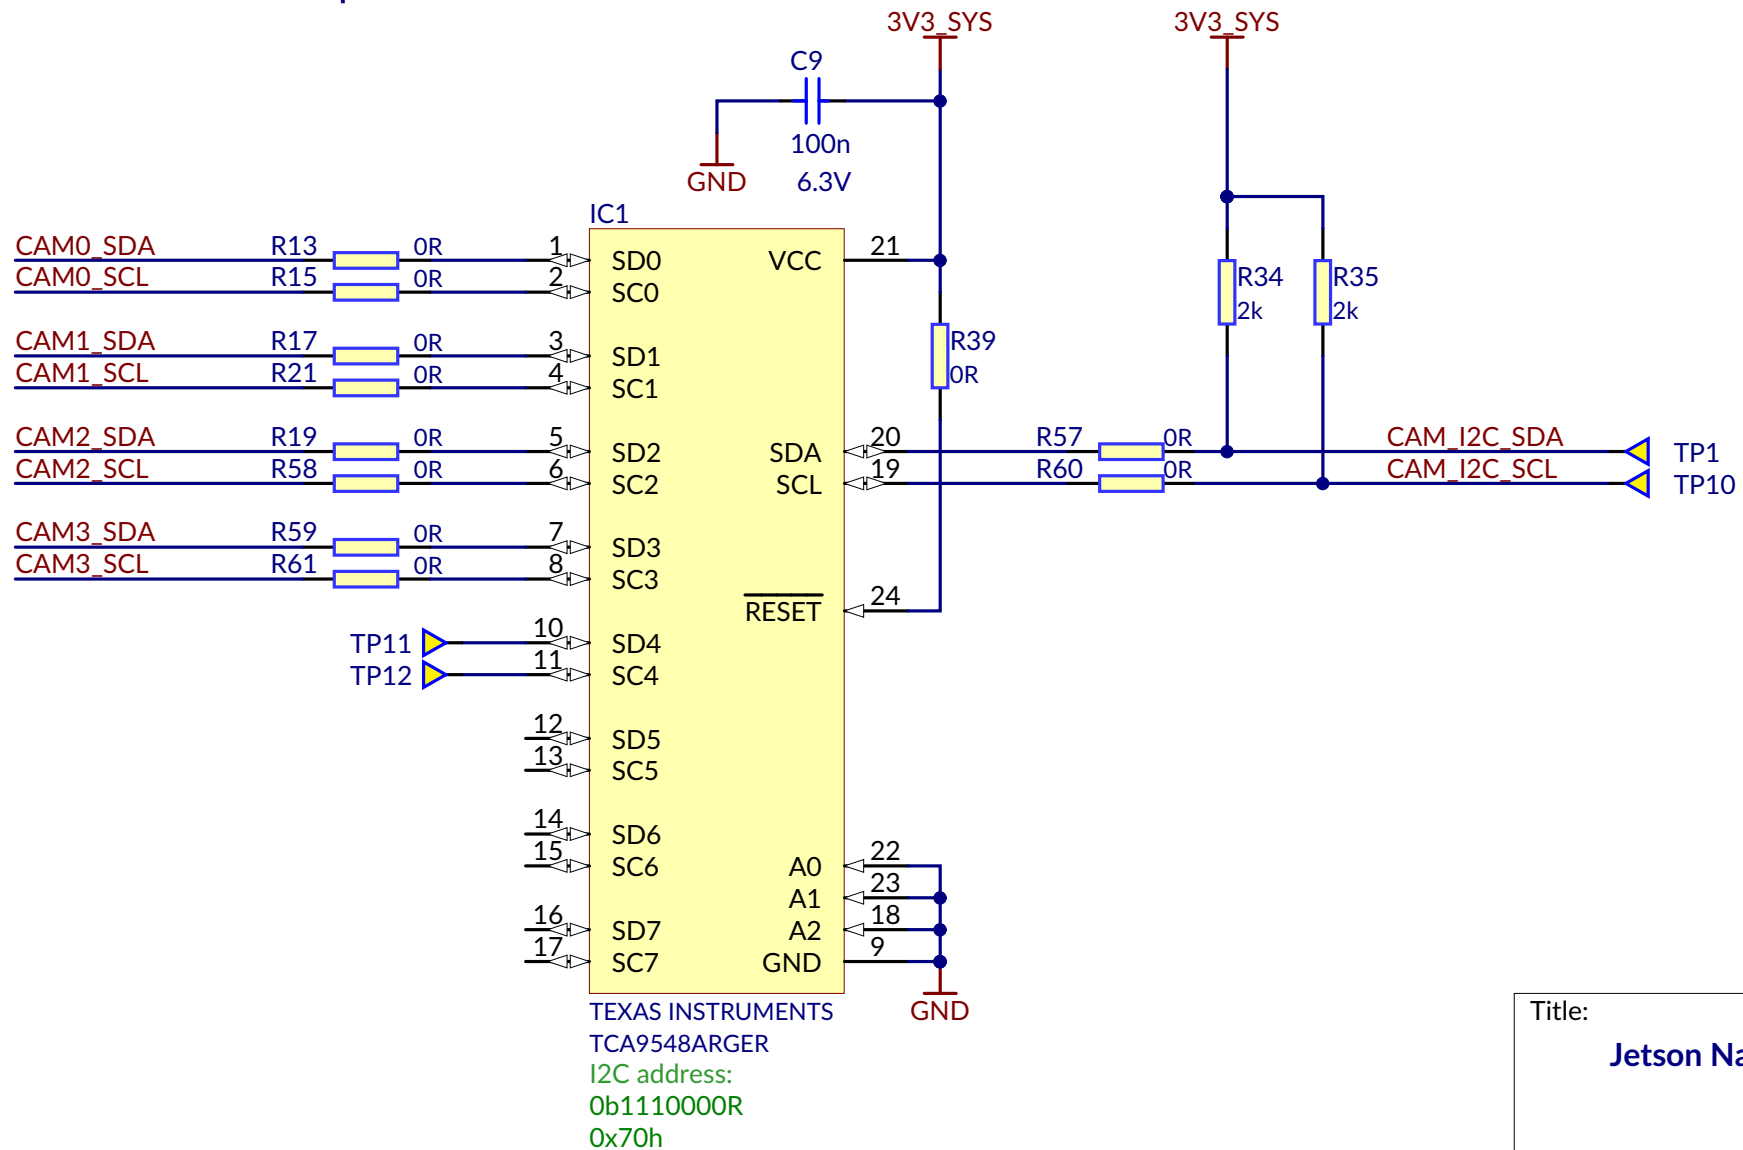 3V3_SYS
3V3_SYS
C9
100n
6.3V
GND
IC1
CAM0_SDA R13 0R 1 SD0 VCC 21
CAM0_SCL R15 0R 2 SC0
R34 2k
R35 2k
CAM1_SDA R17 0R 3 SD1
R39 0R
CAM1_SCL R21 0R 4 SC1
CAM2_SDA R19 0R 5 SD2 SDA 20 R57 0R CAM_I2C_SDA TP1
CAM2_SCL R58 0R 6 SC2 SCL 19 R60 0R CAM_I2C_SCL TP10
CAM3_SDA R59 0R 7 SD3
CAM3_SCL R61 0R 8 SC3
RESET 24
TP11 10 SD4
TP12 11 SC4
12 SD5
13 SC5
14 SD6
15 SC6 A0 22
A1 23
16 SD7 A2 18
17 SC7 GND 9
GND
TEXAS INSTRUMENTS
TCA9548ARGER
I2C address:
0b1110000R
0x70h
Title:
Jetson Na